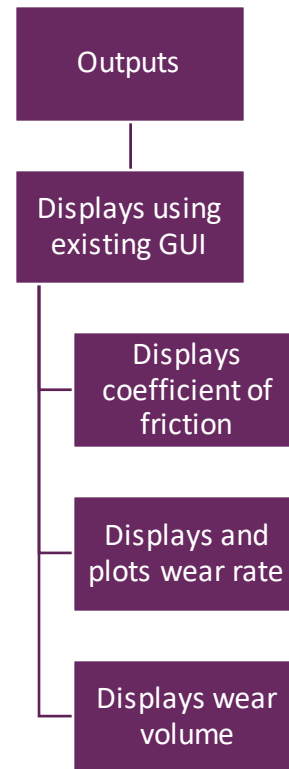 Outputs
Displays using
existing GUI
Displays
coefficient of
friction
Displays and
plots wear rate
Displays wear
volume